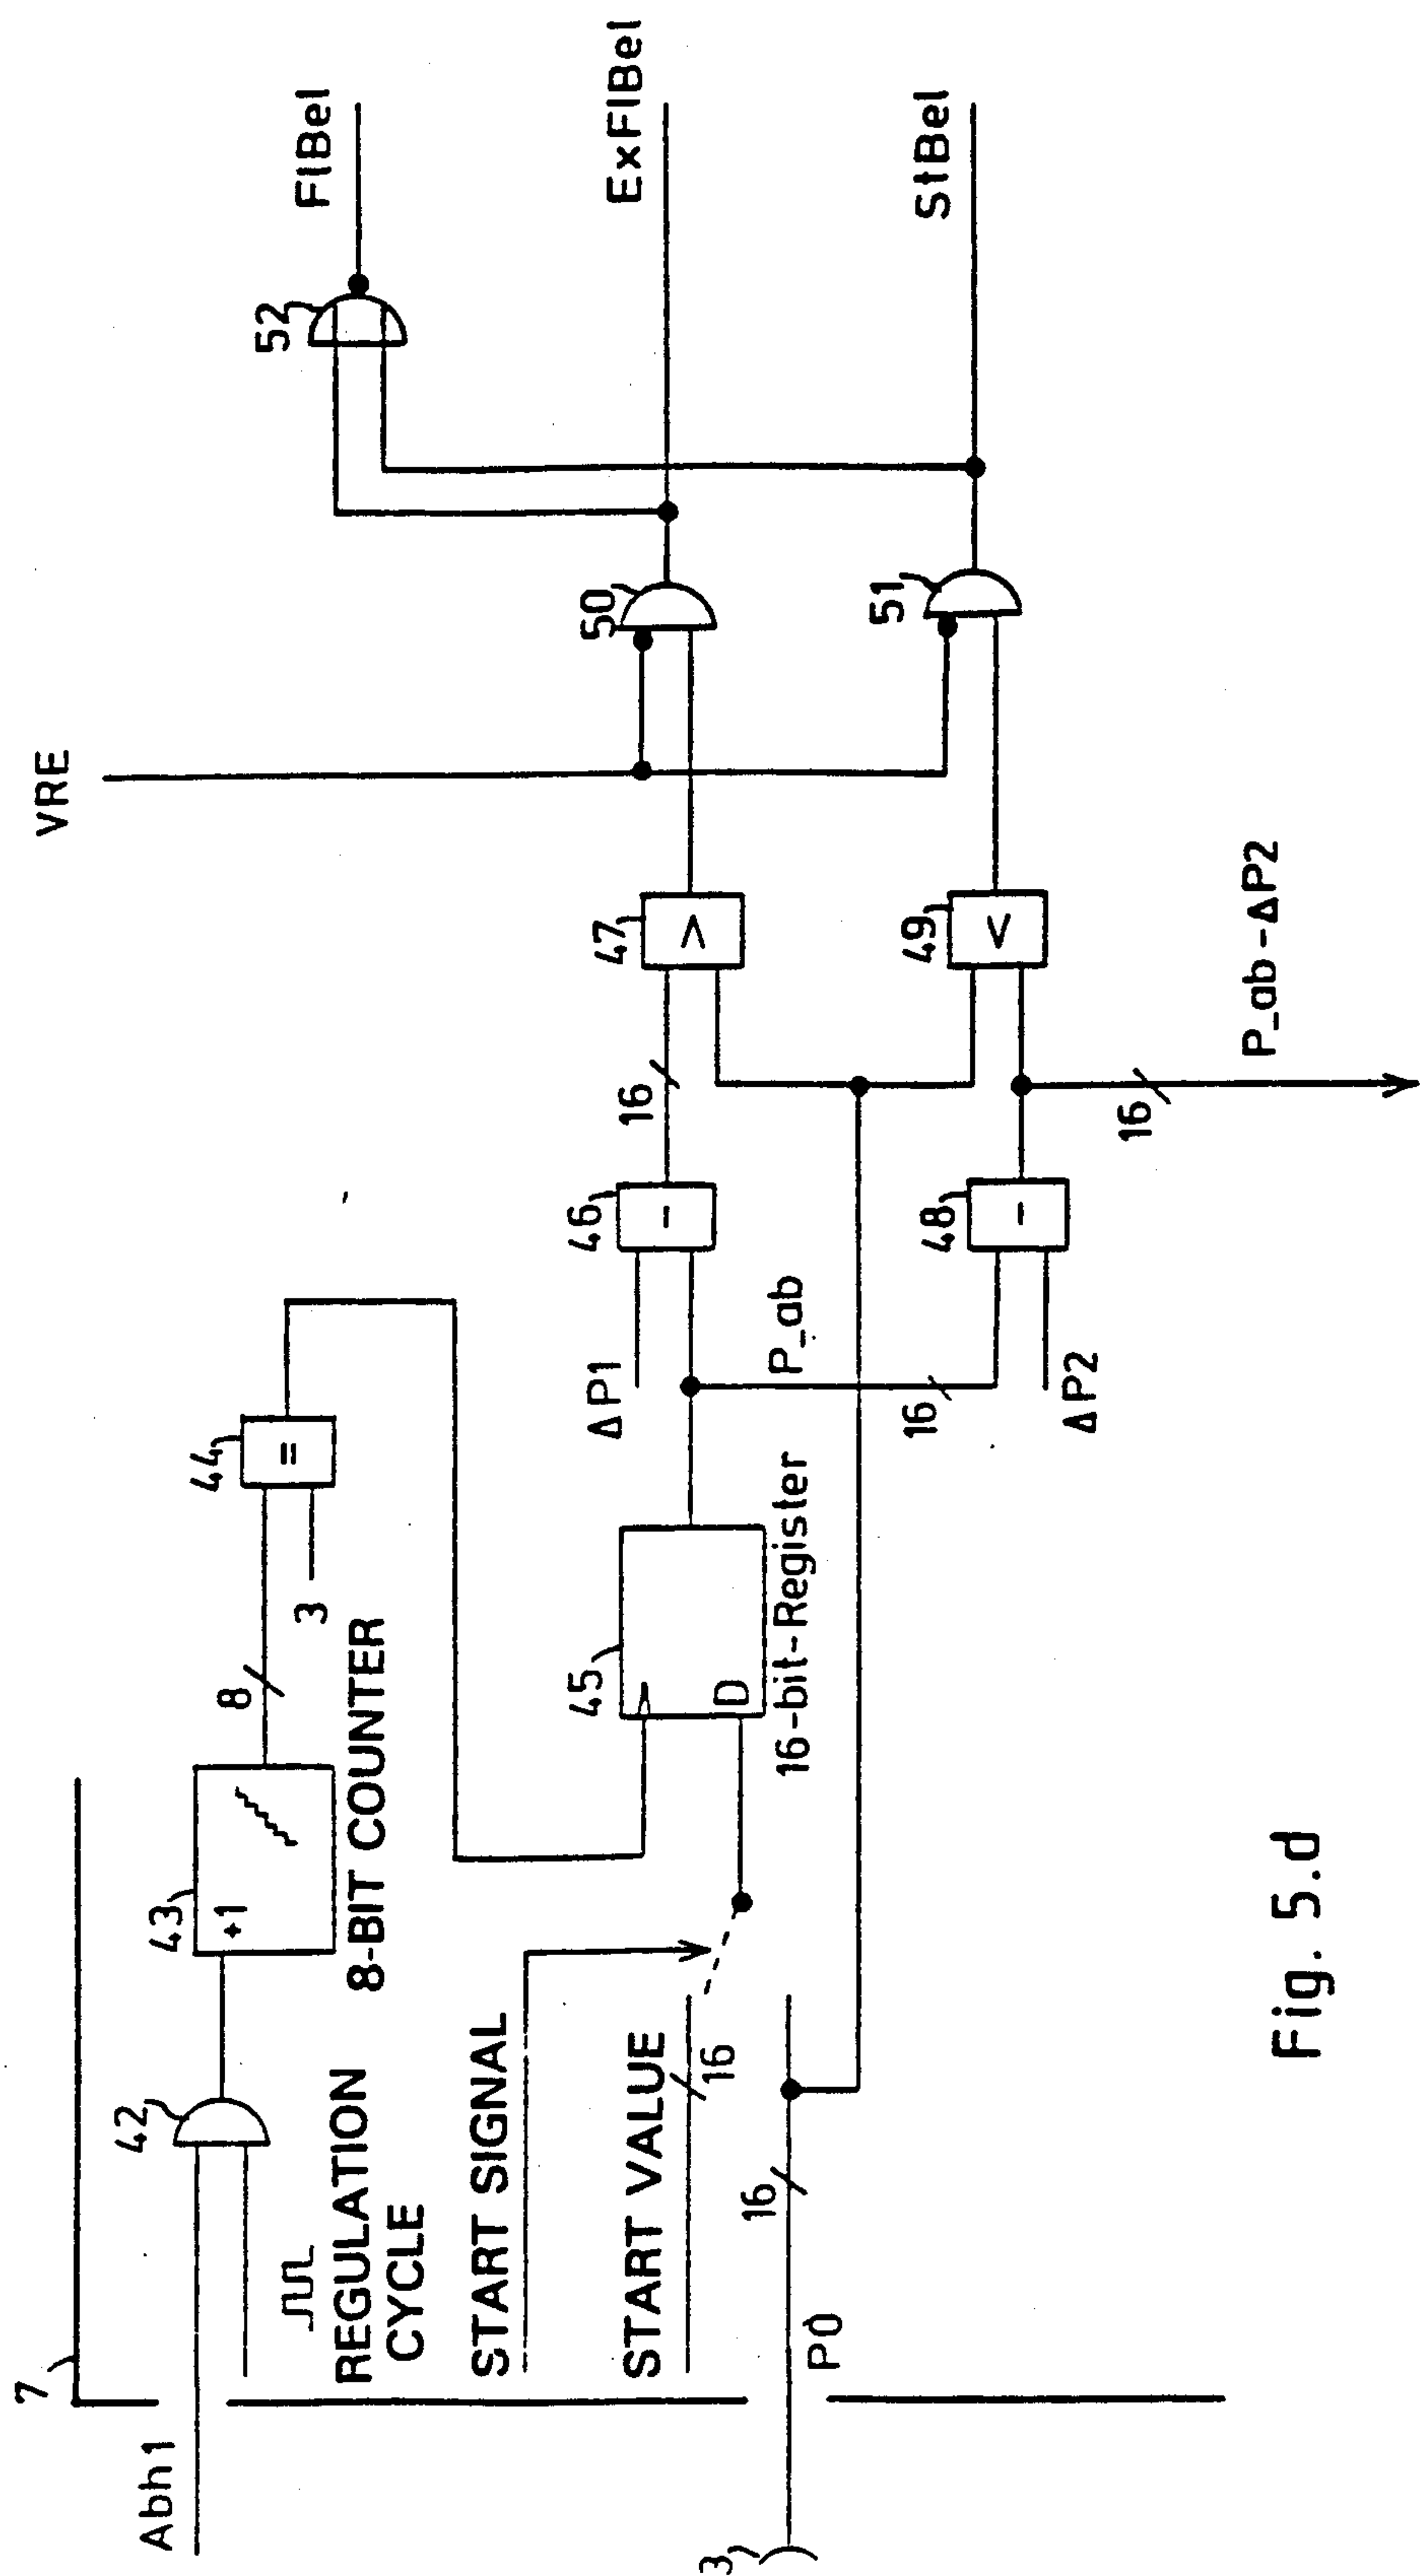 7
Abh1
42
REGULATION
CYCLE
43
+1
8-BIT COUNTER
8
3
44
=
START SIGNAL
START VALUE
16
3
P0
16
45
D
16-bit-Register
ΔP1
P_ab
16
ΔP2
46
-
48
-
16
16
P_ab-ΔP2
47
>
49
<
VRE
50
51
52
FlBel
ExFlBel
StBel
Fig. 5.d